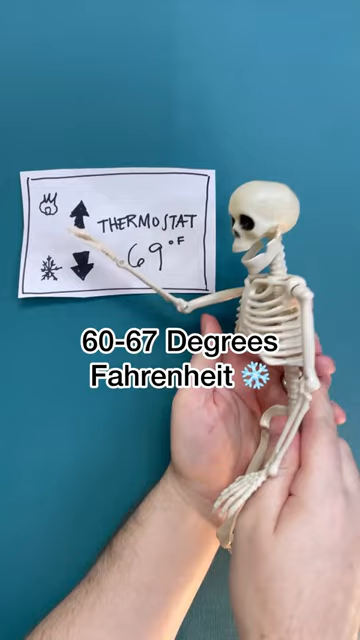 THERMOSTAT
69°F
60-67 Degrees
Fahrenheit ❄️